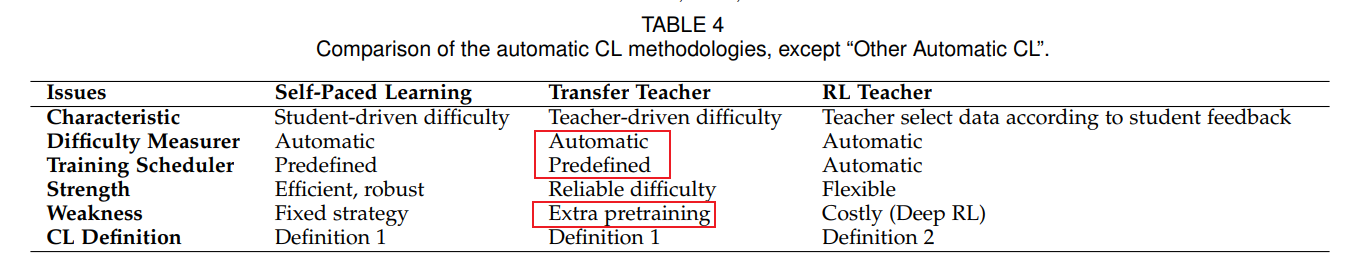 TABLE 4
Comparison of the automatic CL methodologies, except “Other Automatic CL”.
Issues Self-Paced Learning Transfer Teacher RL Teacher
Characteristic Student-driven difficulty Teacher-driven difficulty Teacher select data according to student feedback
Difficulty Measurer Automatic Automatic Automatic
Training Scheduler Predefined Predefined Automatic
Strength Efficient, robust Reliable difficulty Flexible
Weakness Fixed strategy Extra pretraining Costly (Deep RL)
CL Definition Definition 1 Definition 1 Definition 2